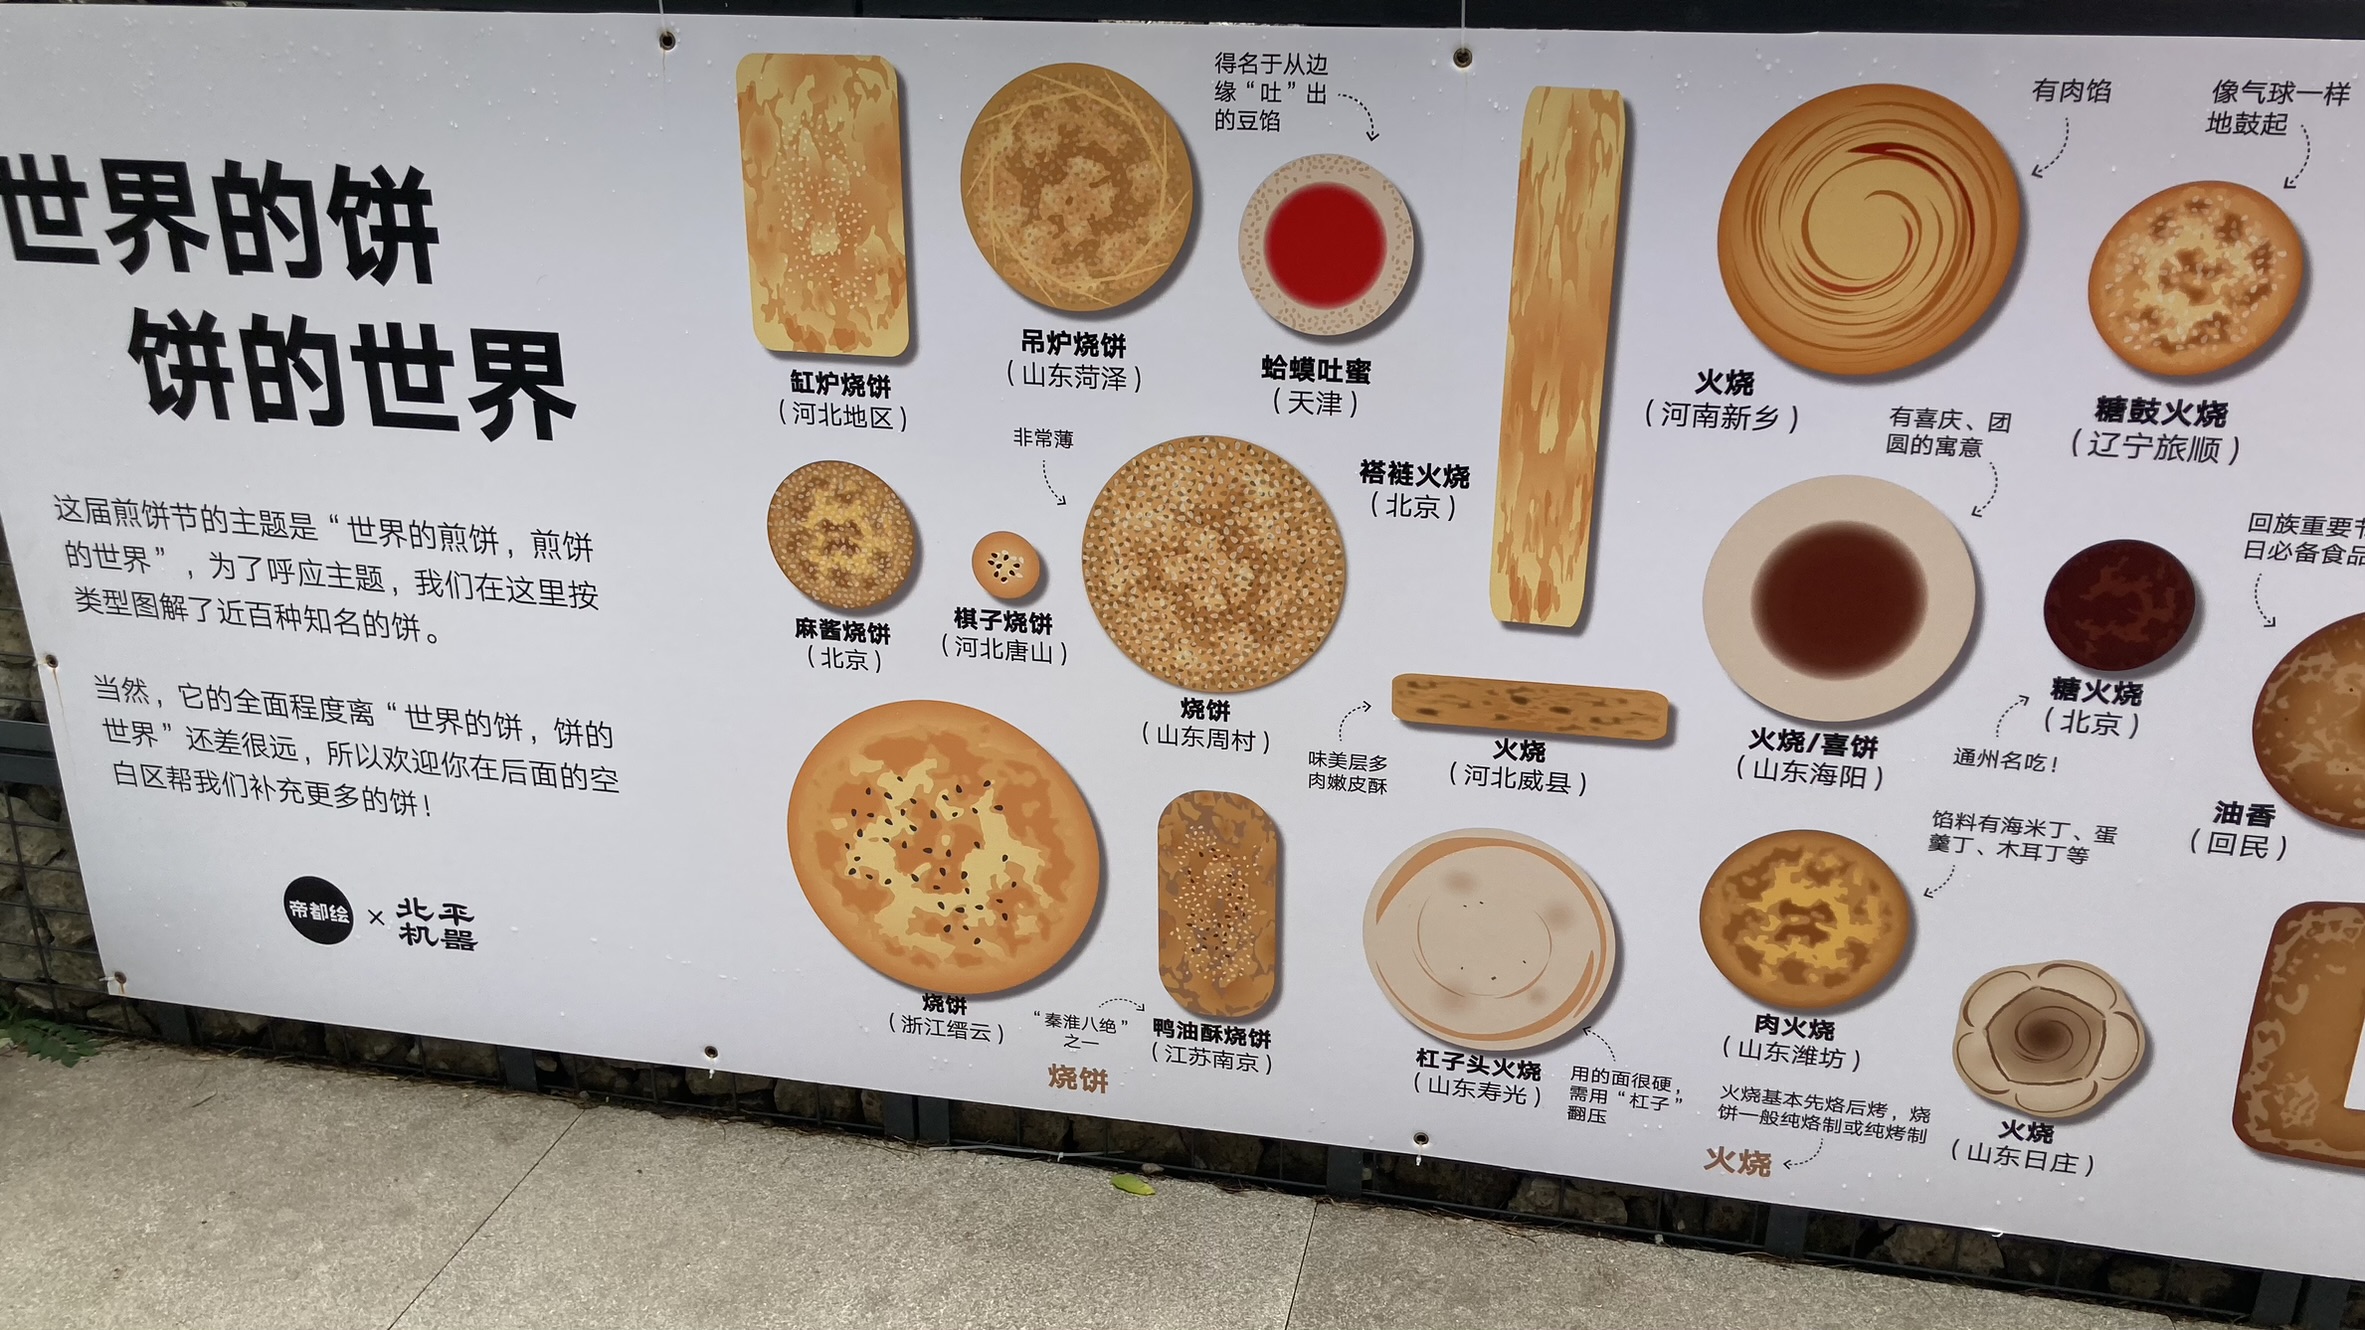 世界的饼
饼的世界
这届煎饼节的主题是“世界的煎饼，煎饼
的世界”，为了呼应主题，我们在这里按
类型图解了近百种知名的饼。
当然，它的全面程度离“世界的饼，饼的
世界”还差很远，所以欢迎你在后面的空
白区帮我们补充更多的饼！
帝都绘 × 北平
机器
缸炉烧饼
（河北地区）
吊炉烧饼
（山东菏泽）
得名于从边
缘“吐”出
的豆馅
蛤蟆吐蜜
（天津）
麻酱烧饼
（北京）
棋子烧饼
（河北唐山）
非常薄
烧饼
（山东周村）
烧饼
（浙江缙云）
“秦淮八绝”
之一
鸭油酥烧饼
（江苏南京）
烧饼
褡裢火烧
（北京）
有肉馅
火烧
（河南新乡）
像气球一样
地鼓起
糖鼓火烧
（辽宁旅顺）
味美层多
肉嫩皮酥
火烧
（河北威县）
有喜庆、团
圆的寓意
火烧/喜饼
（山东海阳）
糖火烧
（北京）
通州名吃！
回族重要节
日必备食品
油香
（回民）
杠子头火烧
（山东寿光）
用的面很硬，
需用“杠子”
翻压
馅料有海米丁、蛋
羹丁、木耳丁等
肉火烧
（山东潍坊）
火烧
（山东日庄）
火烧基本先烙后烤，烧
饼一般纯烙制或纯烤制
火烧